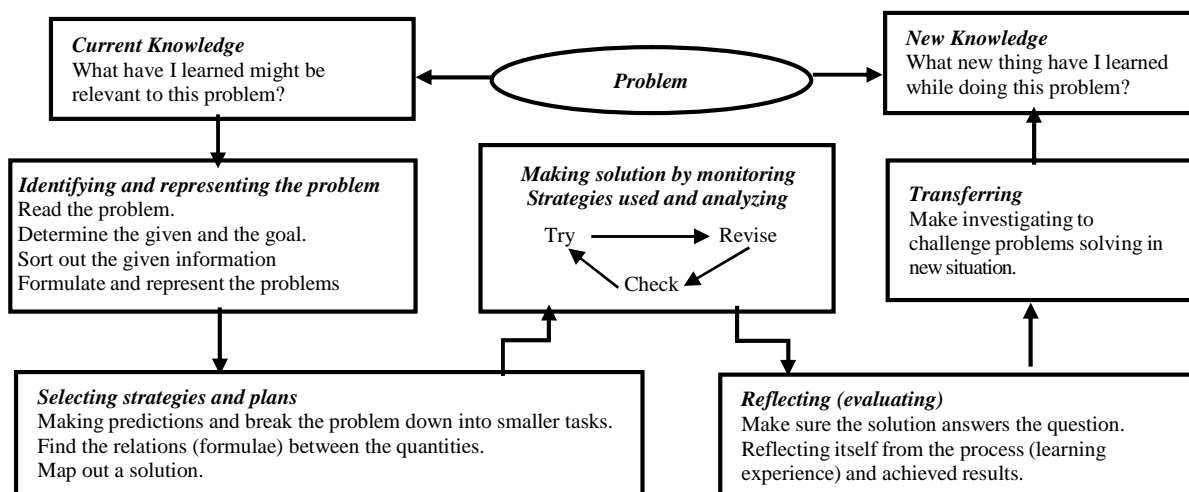 Current Knowledge
What have I learned might be
relevant to this problem?
Problem
New Knowledge
What new thing have I learned
while doing this problem?
Identifying and representing the problem
Read the problem.
Determine the given and the goal.
Sort out the given information
Formulate and represent the problems
Making solution by monitoring
Strategies used and analyzing
Try Revise
Check
Transferring
Make investigating to
challenge problems solving in
new situation.
Selecting strategies and plans
Making predictions and break the problem down into smaller tasks.
Find the relations (formulae) between the quantities.
Map out a solution.
Reflecting (evaluating)
Make sure the solution answers the question.
Reflecting itself from the process (learning
experience) and achieved results.